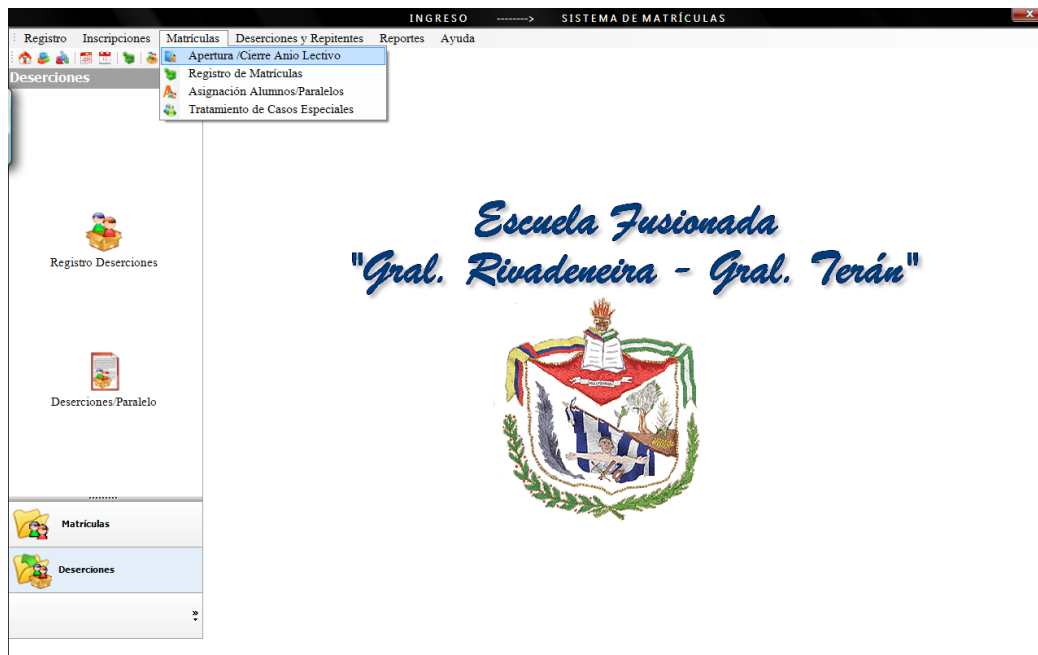 INGRESO --------> SISTEMA DE MATRÍCULAS
Registro Inscripciones Matrículas Deserciones y Repitentes Reportes Ayuda
Apertura /Cierre Anio Lectivo
Registro de Matrículas
Asignación Alumnos/Paralelos
Tratamiento de Casos Especiales
Deserciones
Registro Deserciones
Deserciones/Paralelo
Matrículas
Deserciones
Escuela Fusionada
"Gral. Rivadeneira - Gral. Terán"